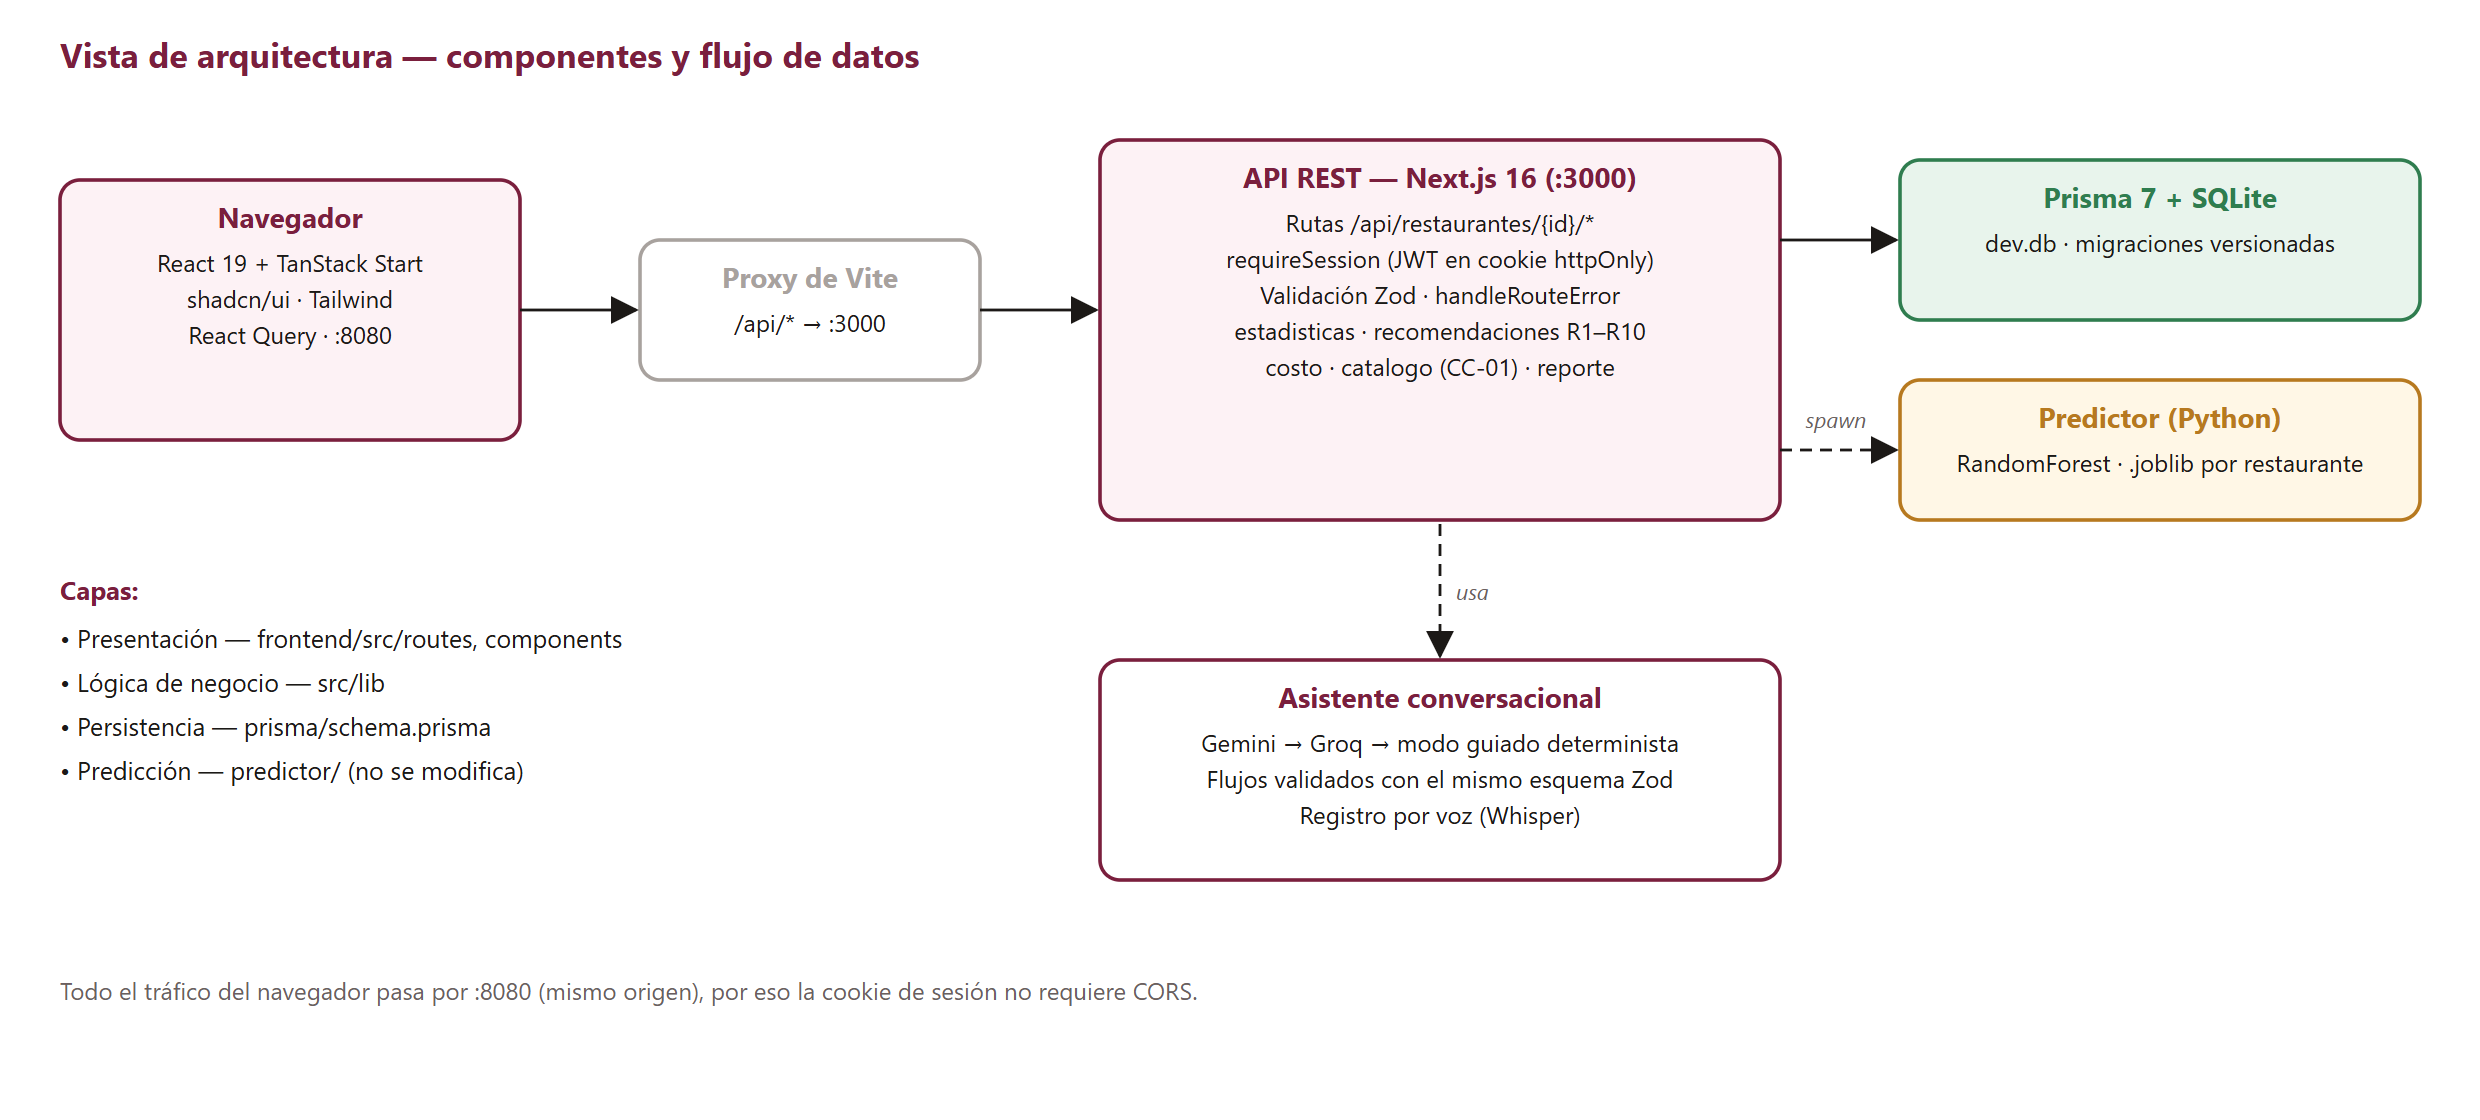 Vista de arquitectura — componentes y flujo de datos
Navegador
React 19 + TanStack Start
shadcn/ui · Tailwind
React Query · :8080
Proxy de Vite
/api/* → :3000
API REST — Next.js 16 (:3000)
Rutas /api/restaurantes/{id}/*
requireSession (JWT en cookie httpOnly)
Validación Zod · handleRouteError
estadisticas · recomendaciones R1–R10
costo · catalogo (CC-01) · reporte
Prisma 7 + SQLite
dev.db · migraciones versionadas
spawn
Predictor (Python)
RandomForest · .joblib por restaurante
usa
Asistente conversacional
Gemini → Groq → modo guiado determinista
Flujos validados con el mismo esquema Zod
Registro por voz (Whisper)
Capas:
• Presentación — frontend/src/routes, components
• Lógica de negocio — src/lib
• Persistencia — prisma/schema.prisma
• Predicción — predictor/ (no se modifica)
Todo el tráfico del navegador pasa por :8080 (mismo origen), por eso la cookie de sesión no requiere CORS.